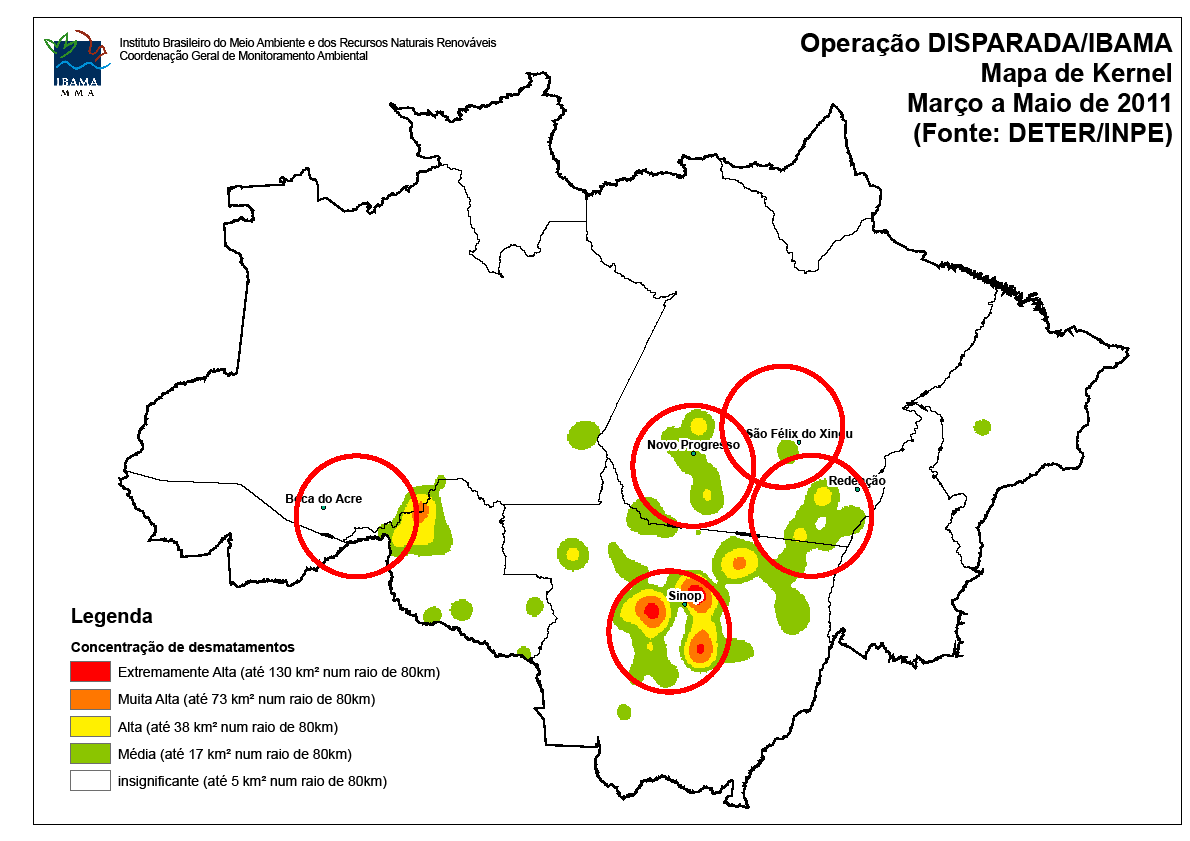 Instituto Brasileiro do Meio Ambiente e dos Recursos Naturais Renováveis
Coordenação Geral de Monitoramento Ambiental
IBAMA
M M A
Operação DISPARADA/IBAMA
Mapa de Kernel
Março a Maio de 2011
(Fonte: DETER/INPE)
São Félix do Xingu
Novo Progresso
Redenção
Boca do Acre
Sinop
Legenda
Concentração de desmatamentos
Extremamente Alta (até 130 km² num raio de 80km)
Muita Alta (até 73 km² num raio de 80km)
Alta (até 38 km² num raio de 80km)
Média (até 17 km² num raio de 80km)
insignificante (até 5 km² num raio de 80km)